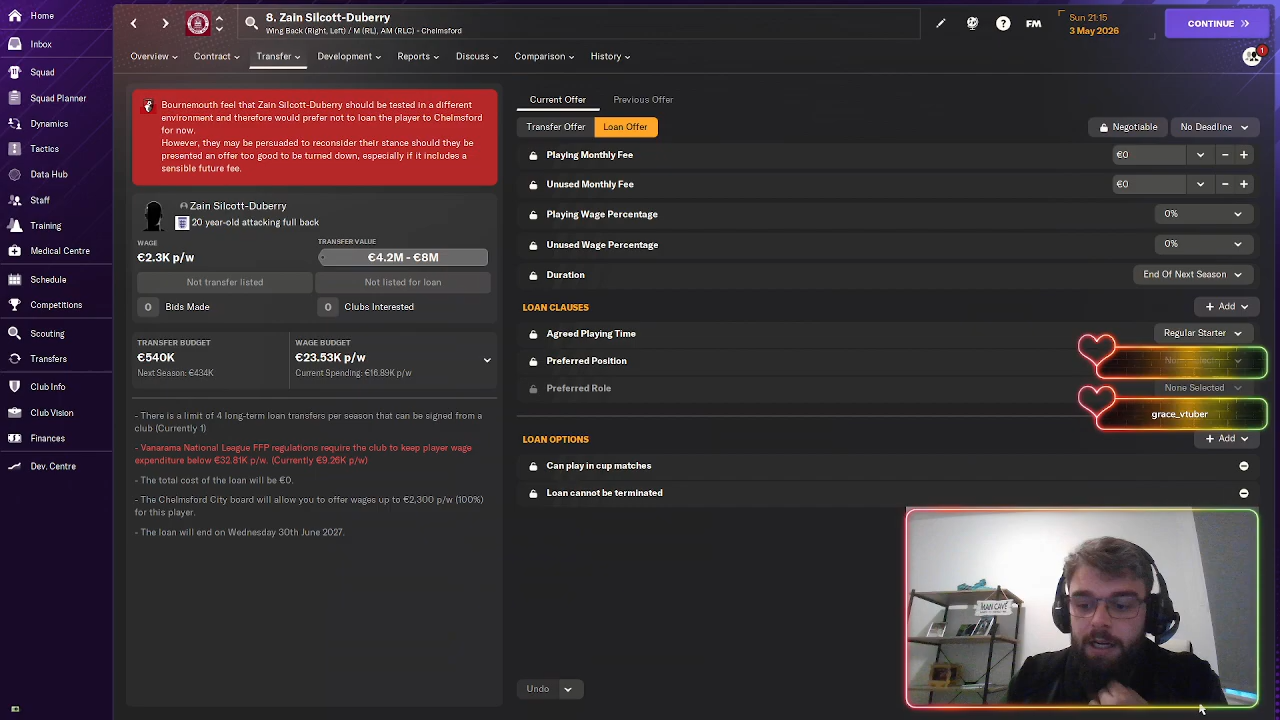 Home
Inbox
Squad
Squad Planner
Dynamics
Tactics
Data Hub
Staff
Training
Medical Centre
Schedule
Competitions
Scouting
Transfers
Club Info
Club Vision
Finances
Dev. Centre
8. Zain Silcott-Duberry
Wing Back (Right, Left) / M (RL), AM (RLC) - Chelmsford
FM
Sun 21:15
3 May 2026
CONTINUE
1
Overview
Contract
Transfer
Development
Reports
Discuss
Comparison
History
Bournemouth feel that Zain Silcott-Duberry should be tested in a different
environment and therefore would prefer not to loan the player to Chelmsford
for now.
However, they may be persuaded to reconsider their stance should they be
presented an offer too good to be turned down, especially if it includes a
sensible future fee.
Zain Silcott-Duberry
20 year-old attacking full back
WAGE
€2.3K p/w
TRANSFER VALUE
€4.2M - €8M
Not transfer listed
Not listed for loan
0 Bids Made
0 Clubs Interested
TRANSFER BUDGET
€540K
Next Season: €434K
WAGE BUDGET
€23.53K p/w
Current Spending: €16.89K p/w
- There is a limit of 4 long-term loan transfers per season that can be signed from a
club (Currently 1)
- Vanarama National League FFP regulations require the club to keep player wage
expenditure below €32.81K p/w. (Currently €9.26K p/w)
- The total cost of the loan will be €0.
- The Chelmsford City board will allow you to offer wages up to €2,300 p/w (100%)
for this player.
- The loan will end on Wednesday 30th June 2027.
Current Offer
Previous Offer
Transfer Offer
Loan Offer
Negotiable
No Deadline
Playing Monthly Fee
€0
Unused Monthly Fee
€0
Playing Wage Percentage
0%
Unused Wage Percentage
0%
Duration
End Of Next Season
LOAN CLAUSES
+ Add
Agreed Playing Time
Regular Starter
Preferred Position
Preferred Role
None Selected
grace_vtuber
LOAN OPTIONS
+ Add
Can play in cup matches
Loan cannot be terminated
Undo
MAN CAVE